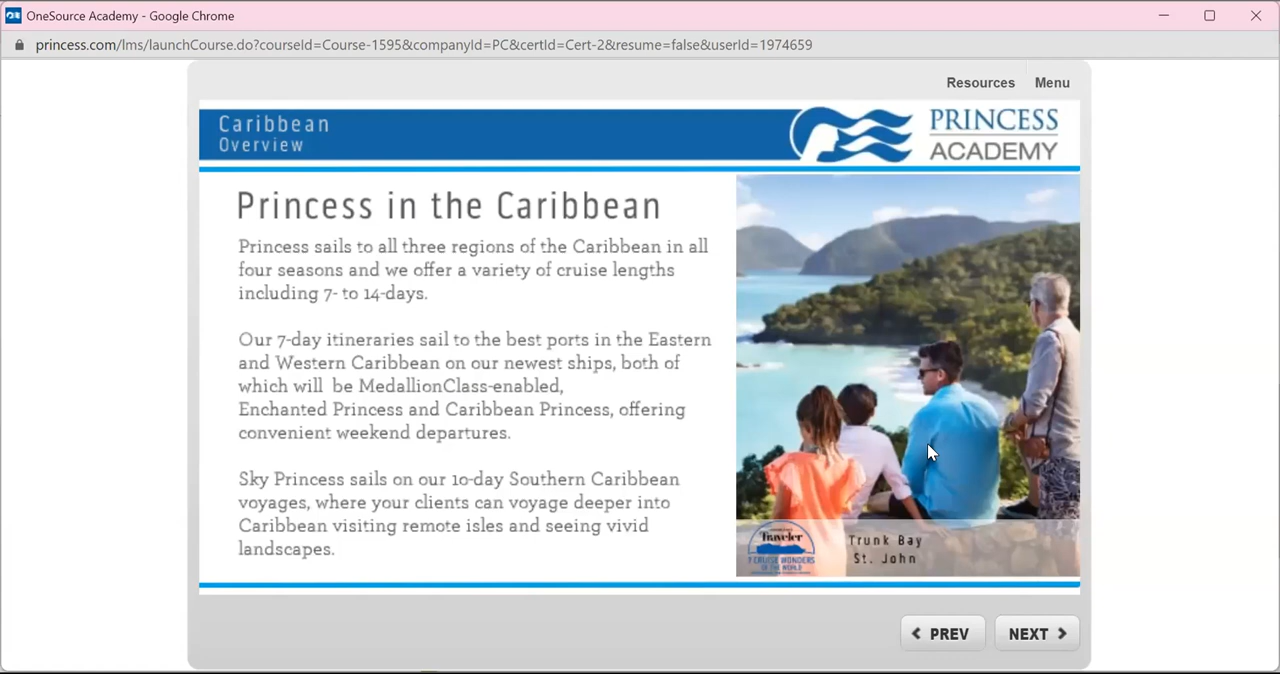 OneSource Academy - Google Chrome
princess.com/lms/launchCourse.do?courseId=Course-1595&companyId=PC&certId=Cert-2&resume=false&userId=1974659
Resources Menu
Caribbean
Overview
PRINCESS
ACADEMY
Princess in the Caribbean
Princess sails to all three regions of the Caribbean in all
four seasons and we offer a variety of cruise lengths
including 7- to 14-days.
Our 7-day itineraries sail to the best ports in the Eastern
and Western Caribbean on our newest ships, both of
which will be MedallionClass-enabled,
Enchanted Princess and Caribbean Princess, offering
convenient weekend departures.
Sky Princess sails on our 10-day Southern Caribbean
voyages, where your clients can voyage deeper into
Caribbean visiting remote isles and seeing vivid
landscapes.
Traveler
7 CRUISE WONDERS
OF THE WORLD
Trunk Bay
St. John
PREV
NEXT